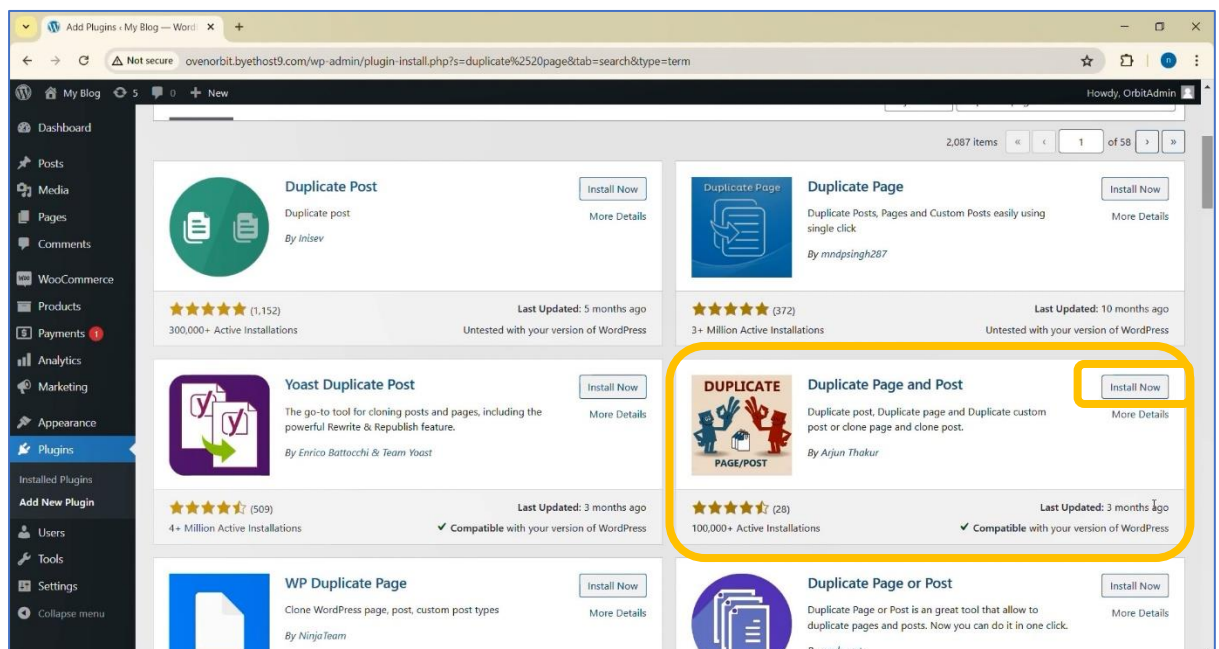 Add Plugins ‹ My Blog — Word
Not secure ovenorbit.byethost9.com/wp-admin/plugin-install.php?s=duplicate%2520page&tab=search&type=term
n
My Blog 5 0 + New Howdy, OrbitAdmin
Dashboard
Posts
Media
Pages
Comments
WooCommerce
Products
Payments 1
Analytics
Marketing
Appearance
Plugins
Installed Plugins
Add New Plugin
Users
Tools
Settings
Collapse menu
2,087 items « ‹ 1 of 58 › »
Duplicate Post
Install Now
Duplicate post
More Details
By Inisev
(1,152)
Last Updated: 5 months ago
300,000+ Active Installations
Untested with your version of WordPress
Duplicate Page
Duplicate Page
Install Now
Duplicate Posts, Pages and Custom Posts easily using
single click
More Details
By mndpsingh287
(372)
Last Updated: 10 months ago
3+ Million Active Installations
Untested with your version of WordPress
Yoast Duplicate Post
Install Now
The go-to tool for cloning posts and pages, including the
powerful Rewrite & Republish feature.
More Details
By Enrico Battocchi & Team Yoast
(509)
Last Updated: 3 months ago
4+ Million Active Installations
✔ Compatible with your version of WordPress
DUPLICATE
PAGE/POST
Duplicate Page and Post
Install Now
Duplicate post, Duplicate page and Duplicate custom
post or clone page and clone post.
More Details
By Arjun Thakur
(28)
Last Updated: 3 months ago
100,000+ Active Installations
✔ Compatible with your version of WordPress
WP Duplicate Page
Install Now
Clone WordPress page, post, custom post types
More Details
By NinjaTeam
Duplicate Page or Post
Install Now
Duplicate Page or Post is an great tool that allow to
duplicate pages and posts. Now you can do it in one click.
More Details